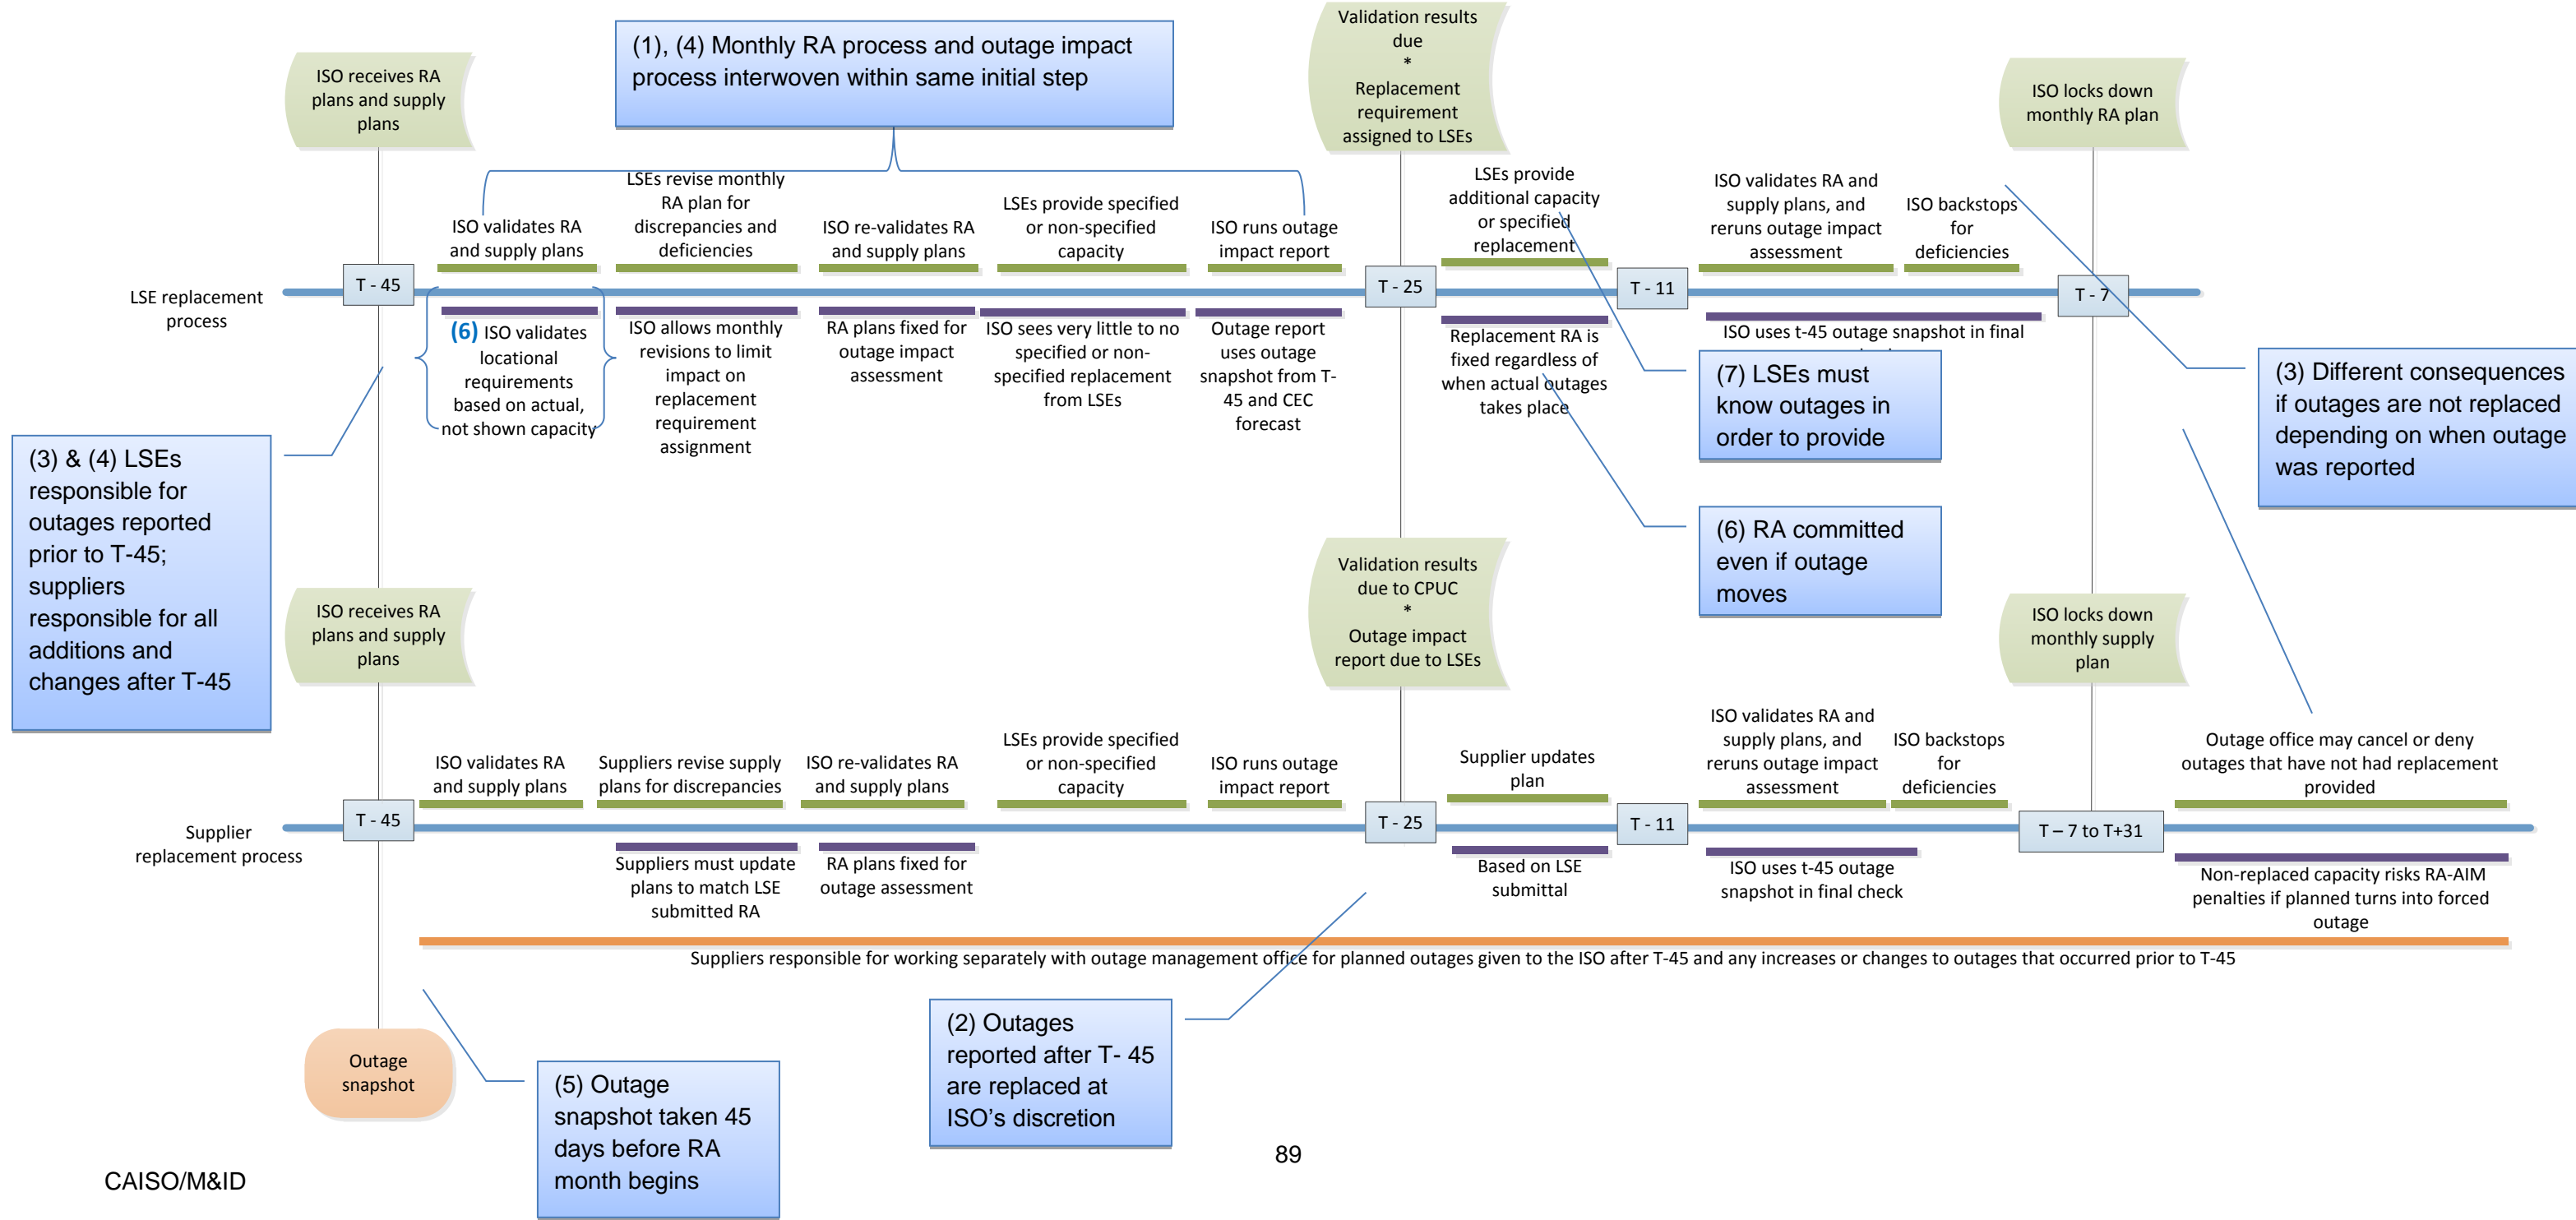 (1), (4) Monthly RA process and outage impact
process interwoven within same initial step
ISO receives RA
plans and supply
plans
Validation results
due
*
Replacement
requirement
assigned to LSEs
ISO locks down
monthly RA plan
ISO validates RA
and supply plans
LSEs revise monthly
RA plan for
discrepancies and
deficiencies
ISO re-validates RA
and supply plans
LSEs provide specified
or non-specified
capacity
ISO runs outage
impact report
LSEs provide
additional capacity
or specified
replacement
ISO validates RA and
supply plans, and
reruns outage impact
assessment
ISO backstops
for
deficiencies
LSE replacement
process
T - 45
T - 25
T - 11
T - 7
(6) ISO validates
locational
requirements
based on actual,
not shown capacity
ISO allows monthly
revisions to limit
impact on
replacement
requirement
assignment
RA plans fixed for
outage impact
assessment
ISO sees very little to no
specified or non-
specified replacement
from LSEs
Outage report
uses outage
snapshot from T-
45 and CEC
forecast
Replacement RA is
fixed regardless of
when actual outages
takes place
ISO uses t-45 outage snapshot in final
(7) LSEs must
know outages in
order to provide
(3) Different consequences
if outages are not replaced
depending on when outage
was reported
(3) & (4) LSEs
responsible for
outages reported
prior to T-45;
suppliers
responsible for all
additions and
changes after T-45
(6) RA committed
even if outage
moves
ISO receives RA
plans and supply
plans
Validation results
due to CPUC
*
Outage impact
report due to LSEs
ISO locks down
monthly supply
plan
ISO validates RA
and supply plans
Suppliers revise supply
plans for discrepancies
ISO re-validates RA
and supply plans
LSEs provide specified
or non-specified
capacity
ISO runs outage
impact report
Supplier updates
plan
ISO validates RA and
supply plans, and
reruns outage impact
assessment
ISO backstops
for
deficiencies
Outage office may cancel or deny
outages that have not had replacement
provided
Supplier
replacement process
T - 45
T - 25
T - 11
T – 7 to T+31
Suppliers must update
plans to match LSE
submitted RA
RA plans fixed for
outage assessment
Based on LSE
submittal
ISO uses t-45 outage
snapshot in final check
Non-replaced capacity risks RA-AIM
penalties if planned turns into forced
outage
Suppliers responsible for working separately with outage management office for planned outages given to the ISO after T-45 and any increases or changes to outages that occurred prior to T-45
Outage
snapshot
(5) Outage
snapshot taken 45
days before RA
month begins
(2) Outages
reported after T- 45
are replaced at
ISO’s discretion
89
CAISO/M&ID